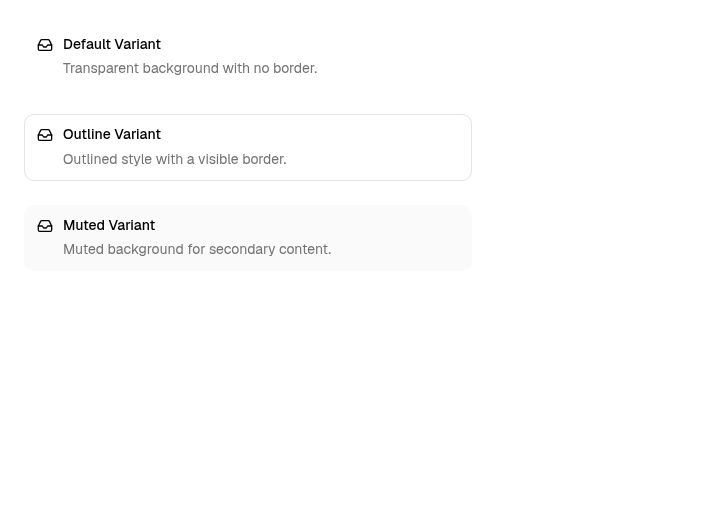 Default Variant
Transparent background with no border.
Outline Variant
Outlined style with a visible border.
Muted Variant
Muted background for secondary content.